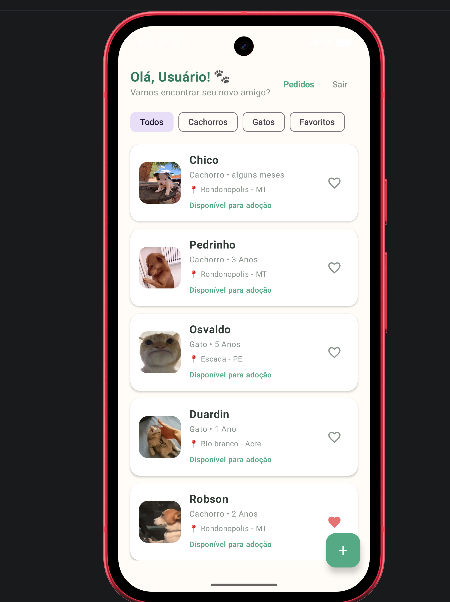 Olá, Usuário! 🐾
Vamos encontrar seu novo amigo?
Pedidos
Sair
Todos
Cachorros
Gatos
Favoritos
Chico
Cachorro • alguns meses
📍 Rondonopolis - MT
Disponível para adoção
Pedrinho
Cachorro • 3 Anos
📍 Rondonopolis - MT
Disponível para adoção
Osvaldo
Gato • 5 Anos
📍 Escada - PE
Disponível para adoção
Duardin
Gato • 1 Ano
📍 Rio branco - Acre
Disponível para adoção
Robson
Cachorro • 2 Anos
📍 Rondonopolis - MT
Disponível para adoção
+